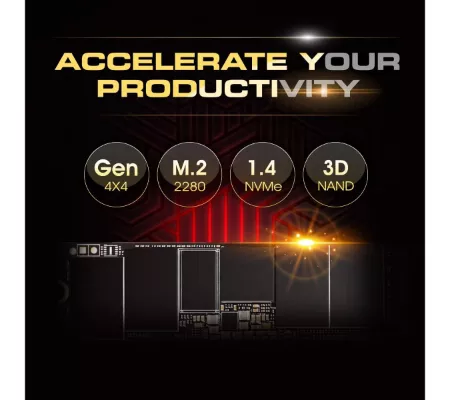 ACCELERATE YOUR
PRODUCTIVITY
Gen
4X4
M.2
2280
1.4
NVMe
3D
NAND